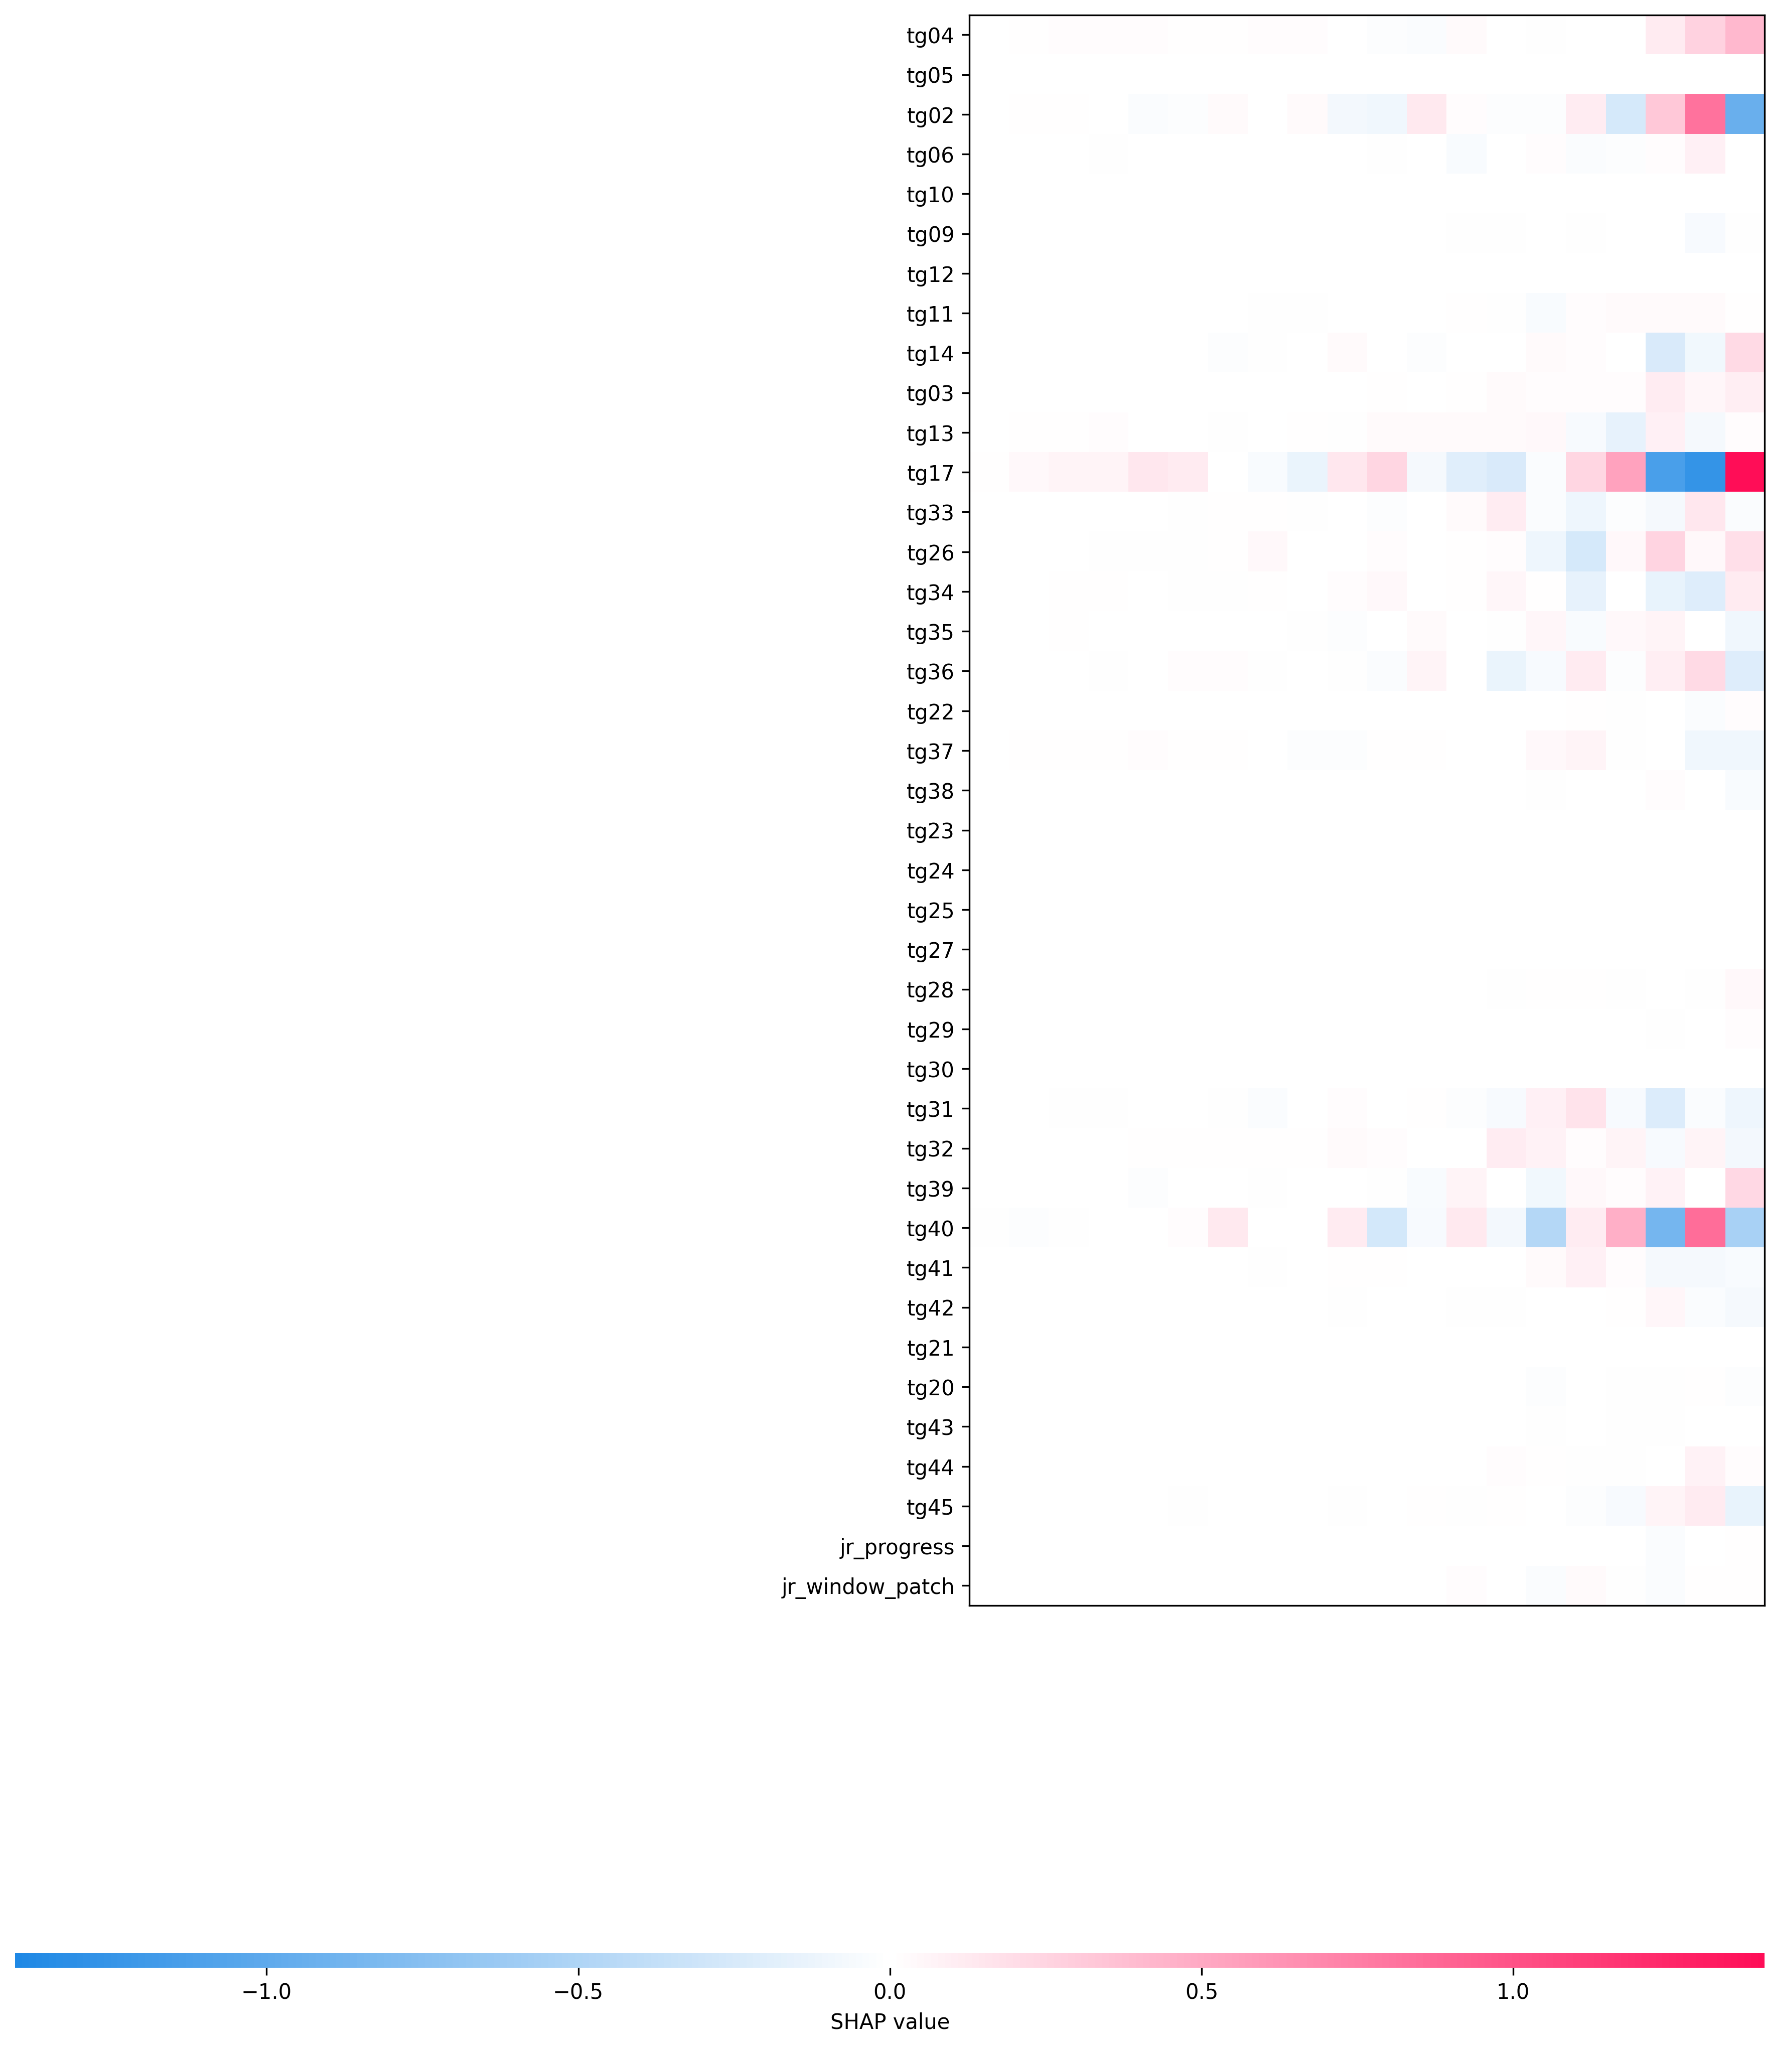 tg04
tg05
tg02
tg06
tg10
tg09
tg12
tg11
tg14
tg03
tg13
tg17
tg33
tg26
tg34
tg35
tg36
tg22
tg37
tg38
tg23
tg24
tg25
tg27
tg28
tg29
tg30
tg31
tg32
tg39
tg40
tg41
tg42
tg21
tg20
tg43
tg44
tg45
jr_progress
jr_window_patch
−1.0 −0.5 0.0 0.5 1.0
SHAP value